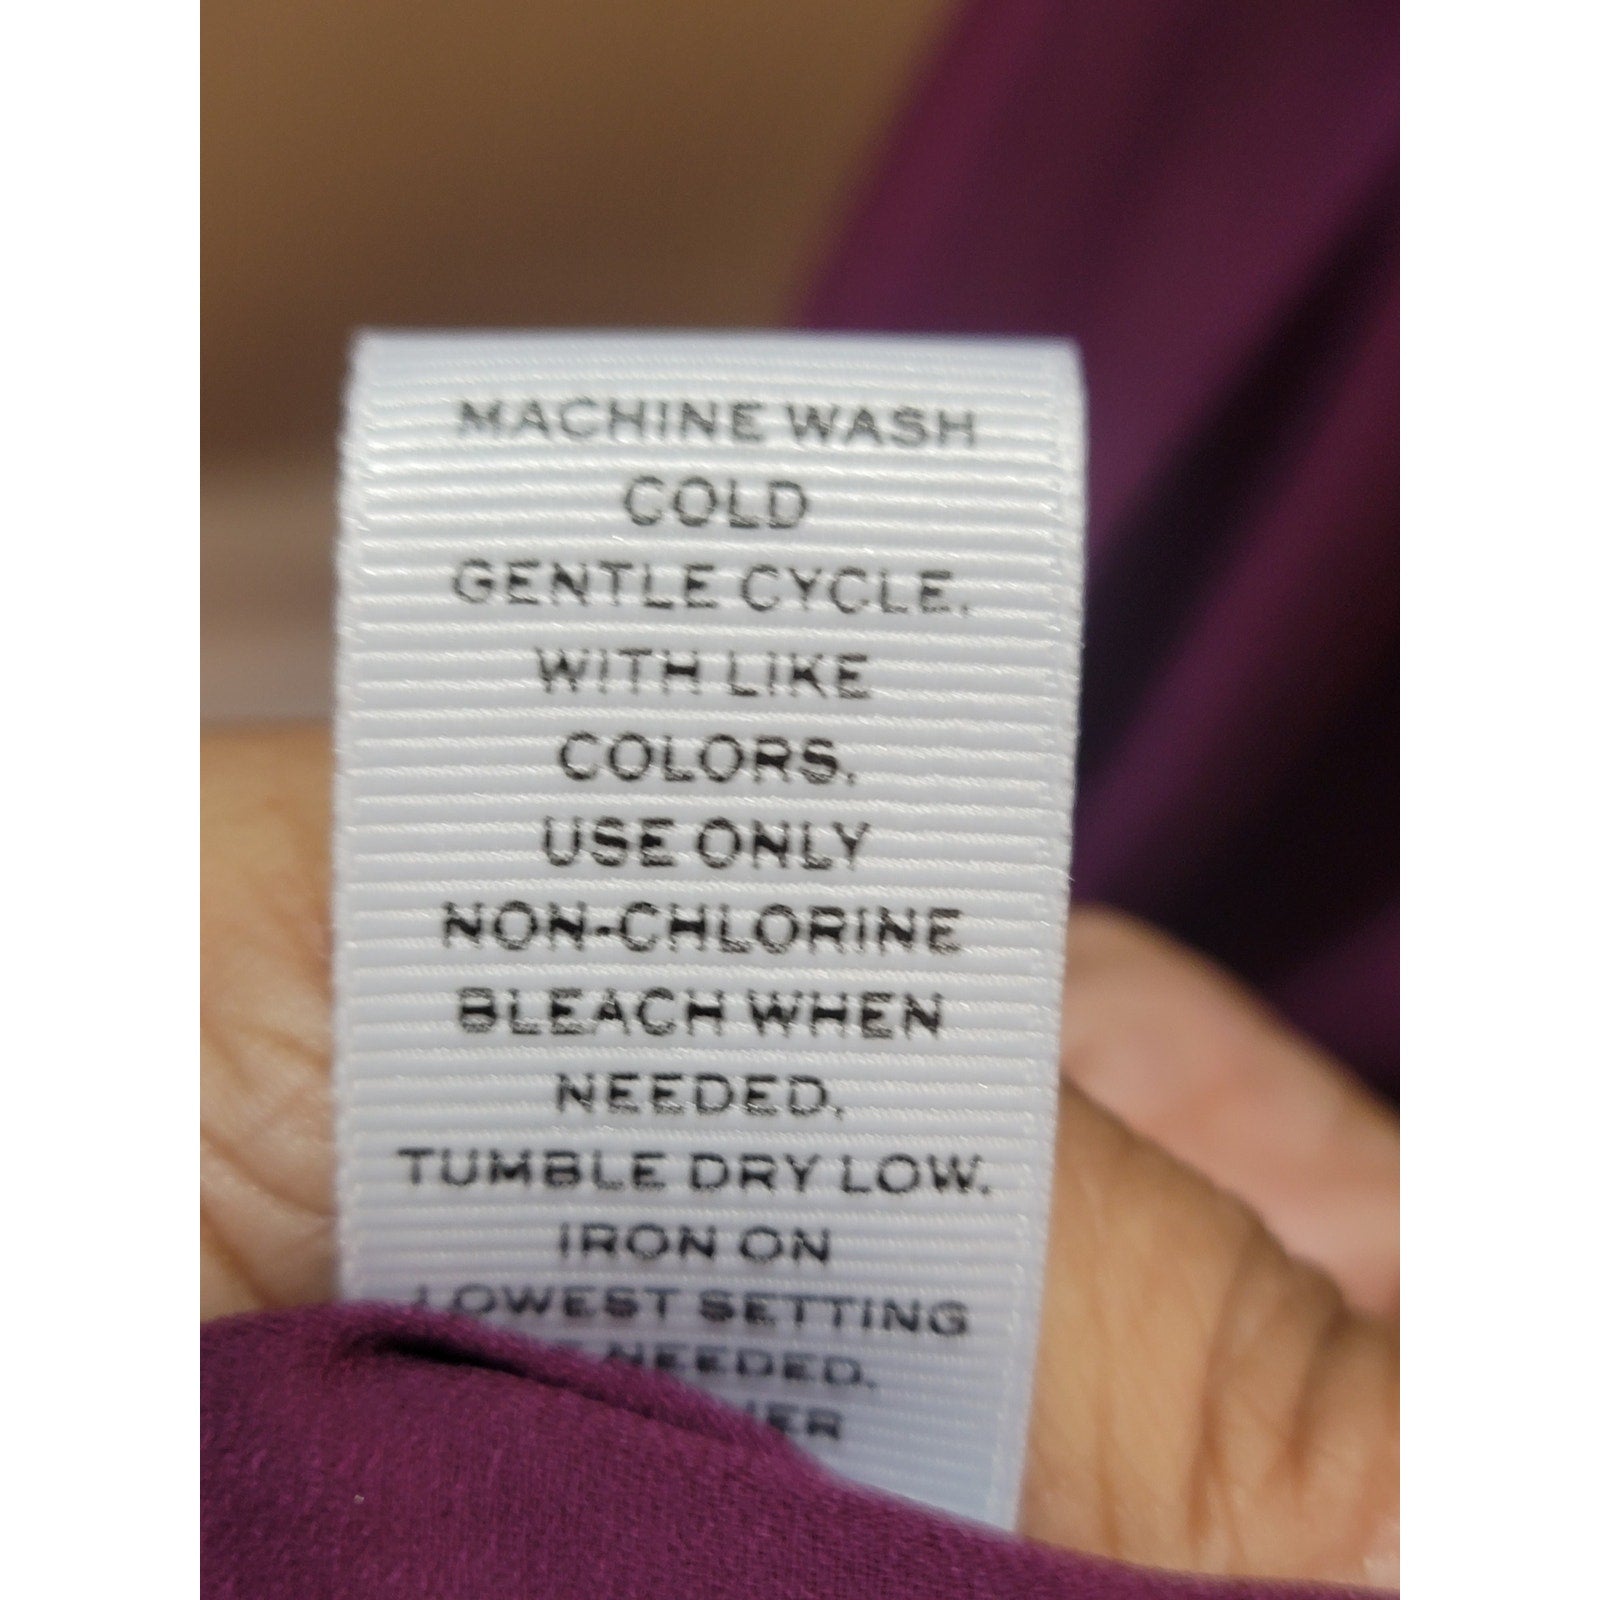 MACHINE WASH
COLD
GENTLE CYCLE.
WITH LIKE
COLORS.
USE ONLY
NON-CHLORINE
BLEACH WHEN
NEEDED.
TUMBLE DRY LOW.
IRON ON
LOWEST SETTING
NEEDED.